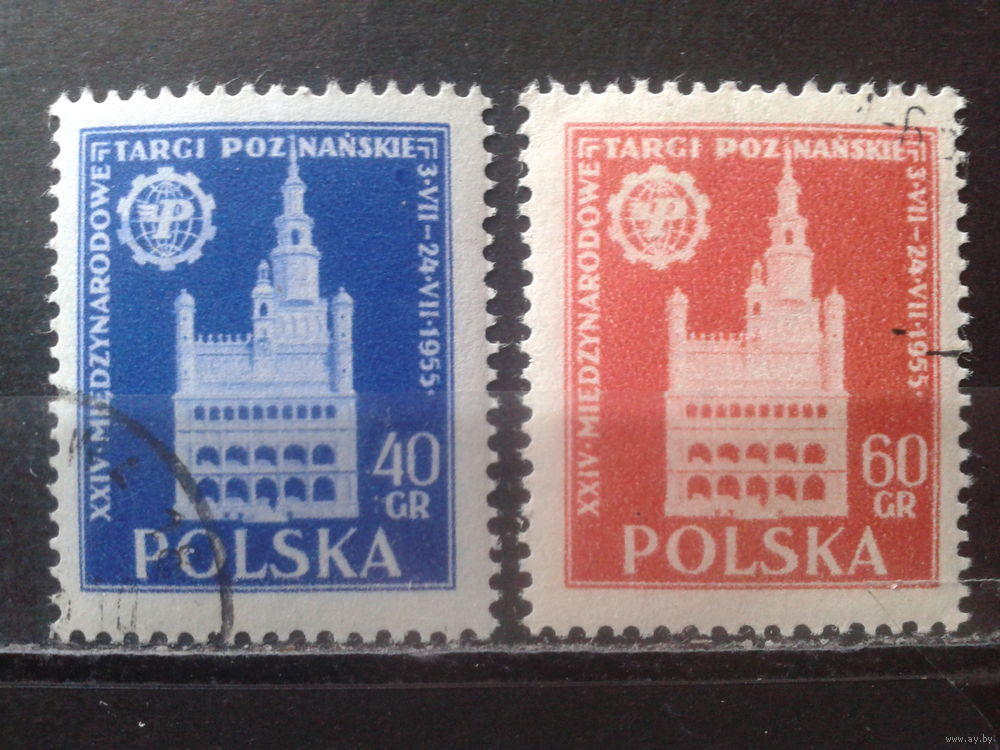 XXIV·MIĘDZYNARODOWE
TARGI POZNAŃSKIE
3·VII–24·VII·1955·
P
40
GR
POLSKA
XXIV·MIĘDZYNARODOWE
TARGI POZNAŃSKIE
3·VII–24·VII·1955·
P
60
GR
POLSKA
www.ay.by